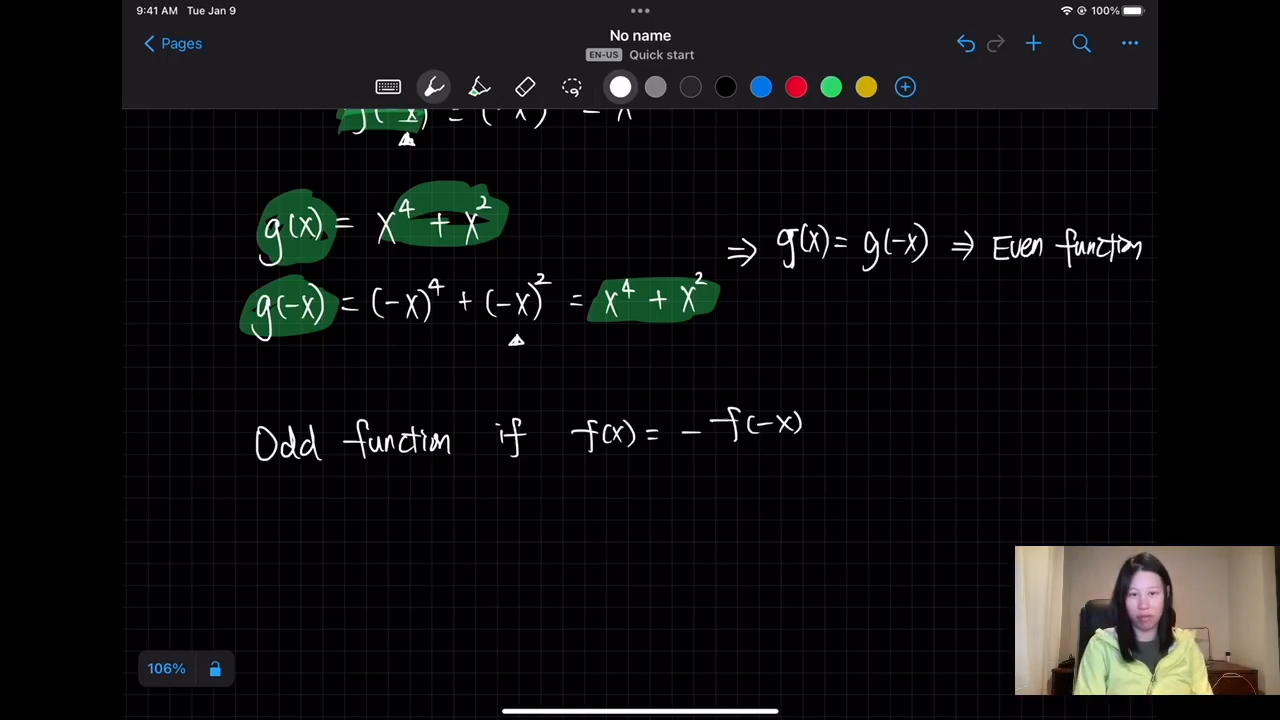 9:41 AM Tue Jan 9
100%
Pages
No name
EN-US Quick start
g(x) = x⁴ + x²
g(-x) = (-x)⁴ + (-x)² = x⁴ + x²
⇒ g(x) = g(-x) ⇒ Even function
Odd function if f(x) = - f(-x)
106%